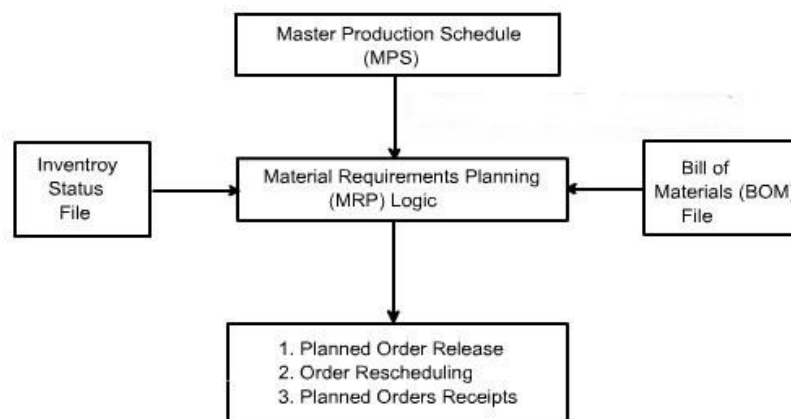 Master Production Schedule
(MPS)
Inventroy
Status
File
Material Requirements Planning
(MRP) Logic
Bill of
Materials (BOM)
File
1. Planned Order Release
2. Order Rescheduling
3. Planned Orders Receipts